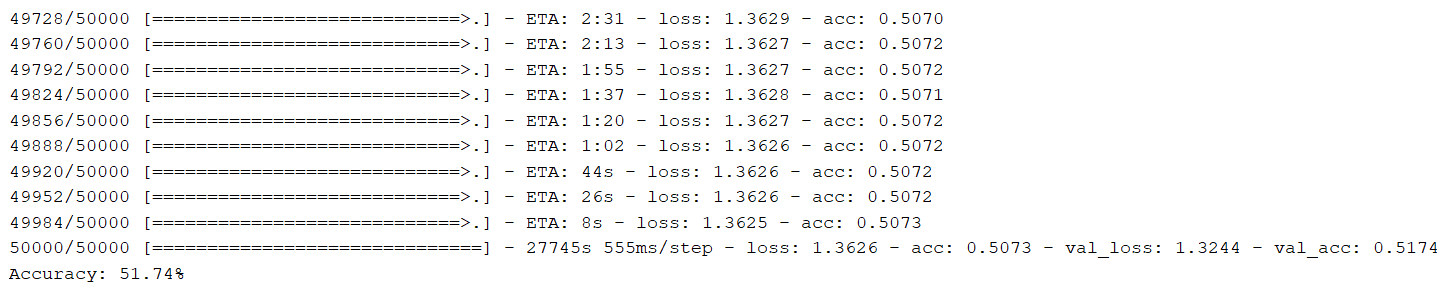 49728/50000 [============================>.] - ETA: 2:31 - loss: 1.3629 - acc: 0.5070
49760/50000 [============================>.] - ETA: 2:13 - loss: 1.3627 - acc: 0.5072
49792/50000 [============================>.] - ETA: 1:55 - loss: 1.3627 - acc: 0.5072
49824/50000 [============================>.] - ETA: 1:37 - loss: 1.3628 - acc: 0.5071
49856/50000 [============================>.] - ETA: 1:20 - loss: 1.3627 - acc: 0.5072
49888/50000 [============================>.] - ETA: 1:02 - loss: 1.3626 - acc: 0.5072
49920/50000 [============================>.] - ETA: 44s - loss: 1.3626 - acc: 0.5072
49952/50000 [============================>.] - ETA: 26s - loss: 1.3626 - acc: 0.5072
49984/50000 [============================>.] - ETA: 8s - loss: 1.3625 - acc: 0.5073
50000/50000 [==============================] - 27745s 555ms/step - loss: 1.3626 - acc: 0.5073 - val_loss: 1.3244 - val_acc: 0.5174
Accuracy: 51.74%